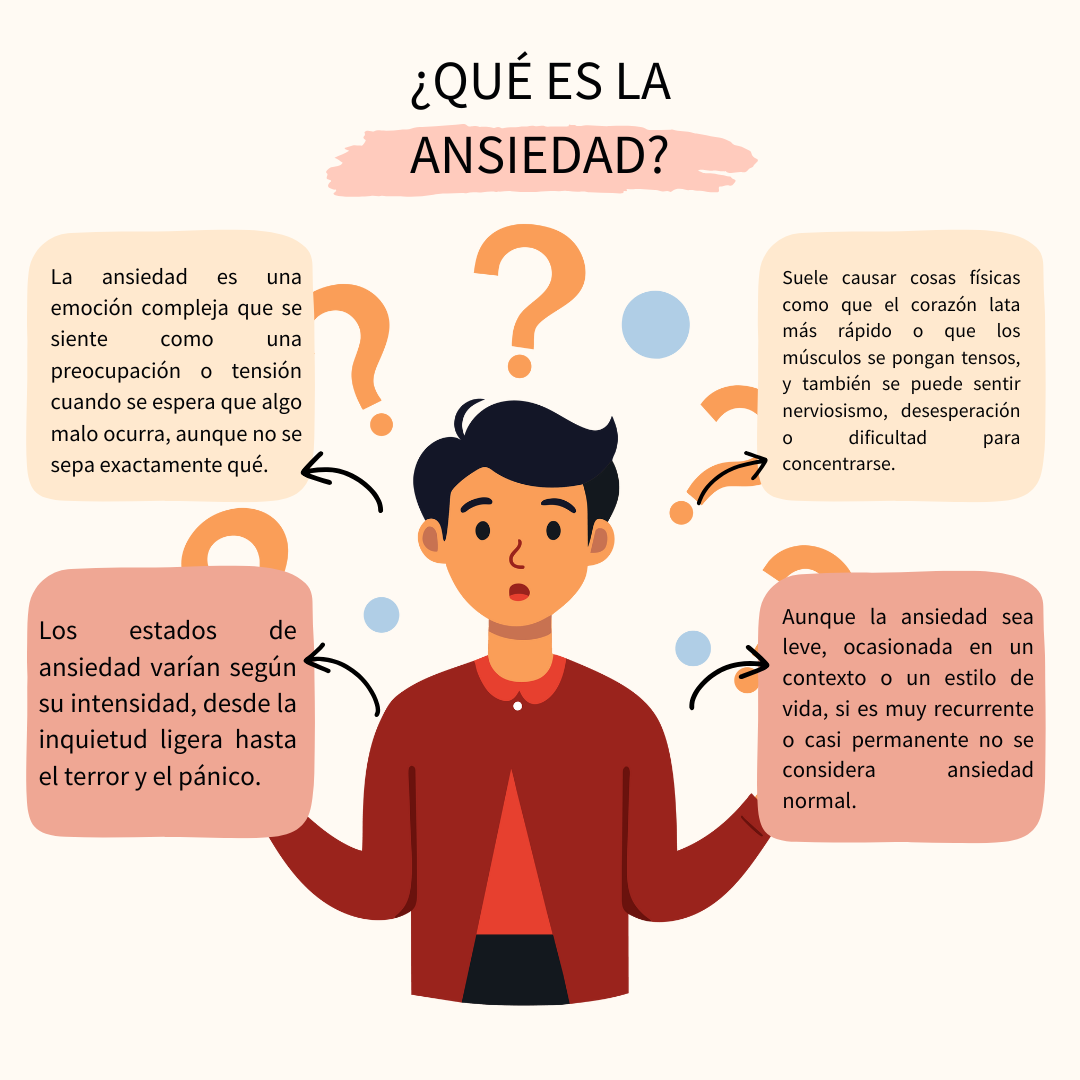 ¿QUÉ ES LA
ANSIEDAD?
La ansiedad es una
emoción compleja que se
siente como una
preocupación o tensión
cuando se espera que algo
malo ocurra, aunque no se
sepa exactamente qué.
Suele causar cosas físicas
como que el corazón lata
más rápido o que los
músculos se pongan tensos,
y también se puede sentir
nerviosismo, desesperación
o dificultad para
concentrarse.
Los estados de
ansiedad varían según
su intensidad, desde la
inquietud ligera hasta
el terror y el pánico.
Aunque la ansiedad sea
leve, ocasionada en un
contexto o un estilo de
vida, si es muy recurrente
o casi permanente no se
considera ansiedad
normal.